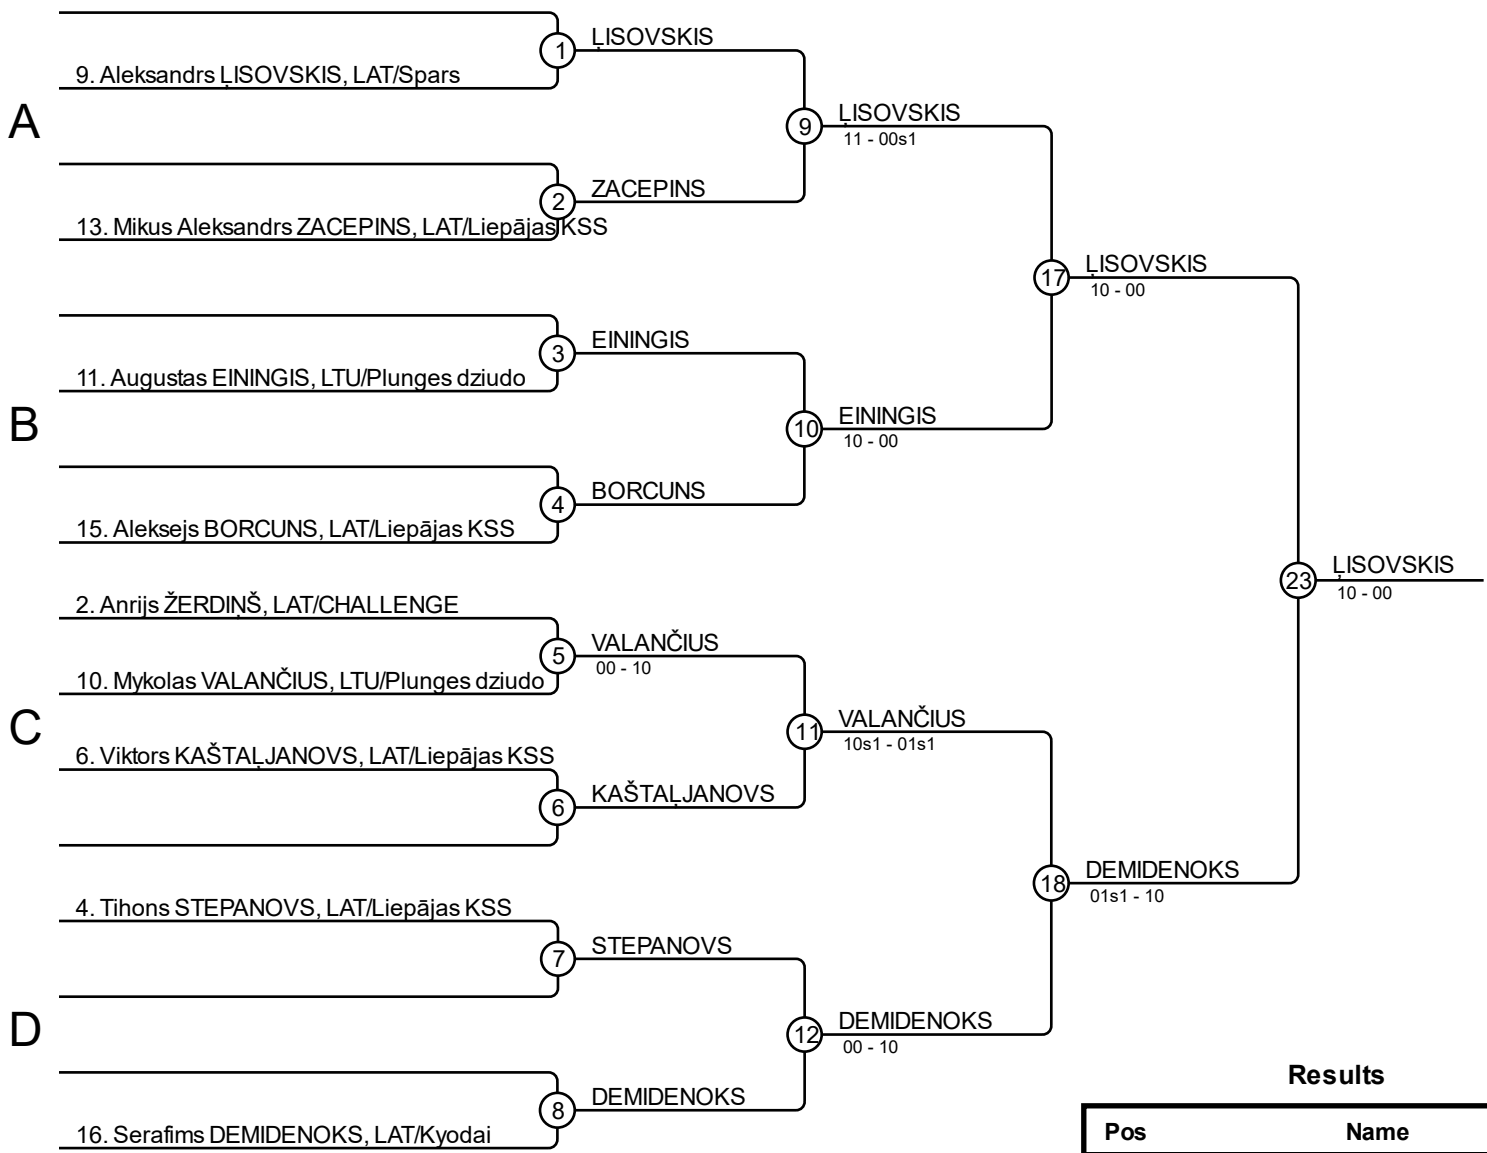 1
ĻISOVSKIS
9. Aleksandrs ĻISOVSKIS, LAT/Spars
A
9
ĻISOVSKIS
11 - 00s1
2
ZACEPINS
13. Mikus Aleksandrs ZACEPINS, LAT/Liepājas KSS
17
ĻISOVSKIS
10 - 00
3
EININGIS
11. Augustas EININGIS, LTU/Plunges dziudo
B
10
EININGIS
10 - 00
4
BORCUNS
15. Aleksejs BORCUNS, LAT/Liepājas KSS
23
ĻISOVSKIS
10 - 00
2. Anrijs ŽERDIŅŠ, LAT/CHALLENGE
5
VALANČIUS
00 - 10
10. Mykolas VALANČIUS, LTU/Plunges dziudo
C
11
VALANČIUS
10s1 - 01s1
6. Viktors KAŠTAĻJANOVS, LAT/Liepājas KSS
6
KAŠTAĻJANOVS
18
DEMIDENOKS
01s1 - 10
4. Tihons STEPANOVS, LAT/Liepājas KSS
7
STEPANOVS
D
12
DEMIDENOKS
00 - 10
8
DEMIDENOKS
16. Serafims DEMIDENOKS, LAT/Kyodai
Results
Pos Name